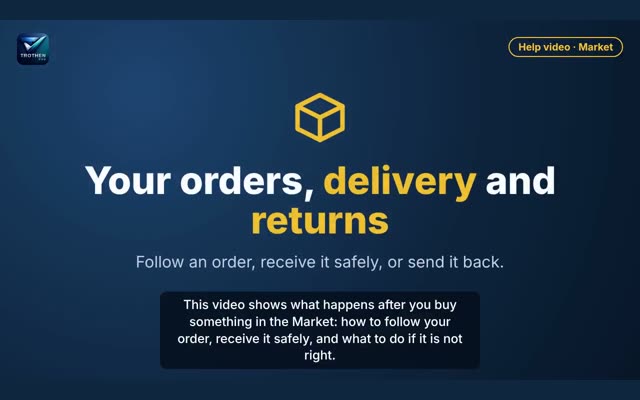 TROTHEN
Help video · Market
Your orders, delivery and
returns
Follow an order, receive it safely, or send it back.
This video shows what happens after you buy
something in the Market: how to follow your
order, receive it safely, and what to do if it is not
right.